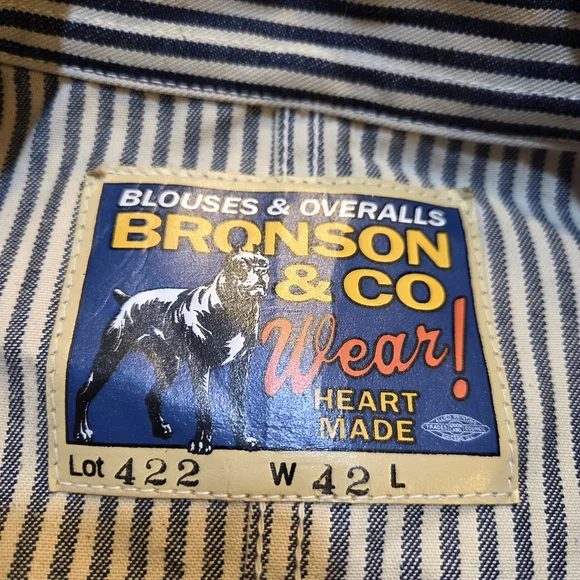 BLOUSES & OVERALLS
BRONSON
& CO
Wear!
HEART
MADE
Lot 422 W 42 L